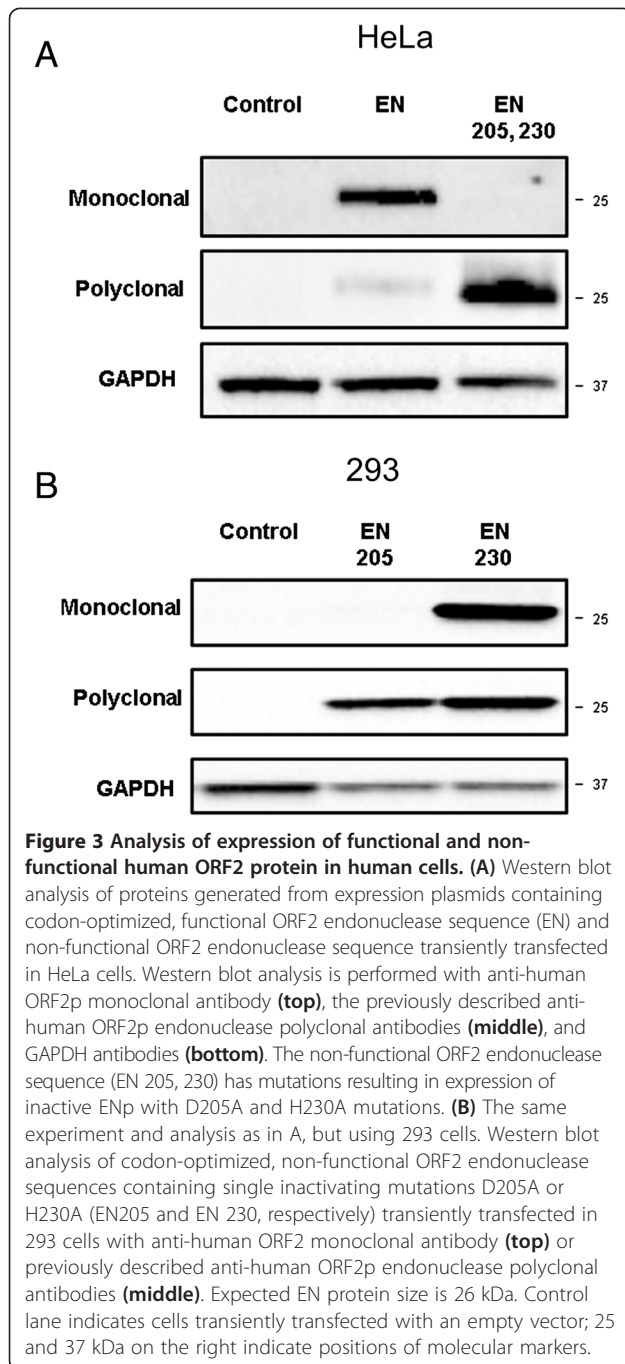 A
HeLa
Control EN EN
205, 230
Monoclonal - 25
Polyclonal - 25
GAPDH - 37
B
293
Control EN EN
205 230
Monoclonal - 25
Polyclonal - 25
GAPDH - 37
Figure 3 Analysis of expression of functional and non-
functional human ORF2 protein in human cells. (A) Western blot
analysis of proteins generated from expression plasmids containing
codon-optimized, functional ORF2 endonuclease sequence (EN) and
non-functional ORF2 endonuclease sequence transiently transfected
in HeLa cells. Western blot analysis is performed with anti-human
ORF2p monoclonal antibody (top), the previously described anti-
human ORF2p endonuclease polyclonal antibodies (middle), and
GAPDH antibodies (bottom). The non-functional ORF2 endonuclease
sequence (EN 205, 230) has mutations resulting in expression of
inactive ENp with D205A and H230A mutations. (B) The same
experiment and analysis as in A, but using 293 cells. Western blot
analysis of codon-optimized, non-functional ORF2 endonuclease
sequences containing single inactivating mutations D205A or
H230A (EN205 and EN 230, respectively) transiently transfected in
293 cells with anti-human ORF2 monoclonal antibody (top) or
previously described anti-human ORF2p endonuclease polyclonal
antibodies (middle). Expected EN protein size is 26 kDa. Control
lane indicates cells transiently transfected with an empty vector; 25
and 37 kDa on the right indicate positions of molecular markers.